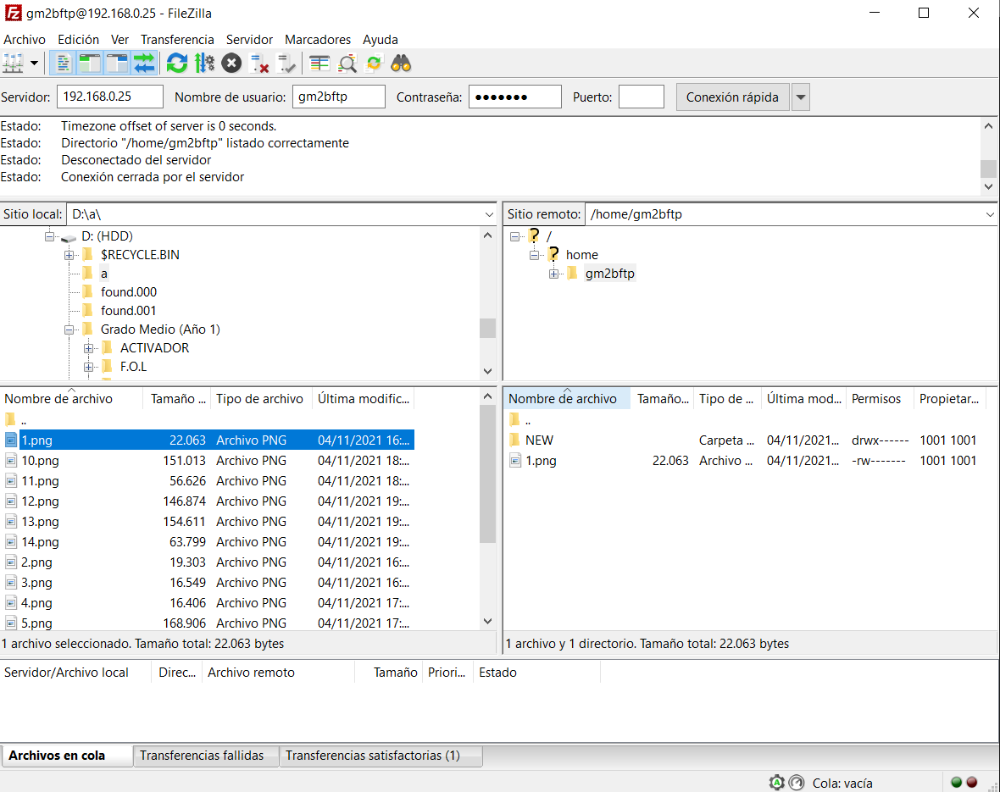 gm2bftp@192.168.0.25 - FileZilla
Archivo Edición Ver Transferencia Servidor Marcadores Ayuda
Servidor: 192.168.0.25 Nombre de usuario: gm2bftp Contraseña: ●●●●●●● Puerto: Conexión rápida
Estado: Timezone offset of server is 0 seconds.
Estado: Directorio "/home/gm2bftp" listado correctamente
Estado: Desconectado del servidor
Estado: Conexión cerrada por el servidor
Sitio local: D:\a\
D: (HDD)
$RECYCLE.BIN
a
found.000
found.001
Grado Medio (Año 1)
ACTIVADOR
F.O.L
Sitio remoto: /home/gm2bftp
/
home
gm2bftp
Nombre de archivo Tamaño ... Tipo de archivo Última modific...
..
1.png 22.063 Archivo PNG 04/11/2021 16:...
10.png 151.013 Archivo PNG 04/11/2021 18:...
11.png 56.626 Archivo PNG 04/11/2021 18:...
12.png 146.874 Archivo PNG 04/11/2021 19:...
13.png 154.611 Archivo PNG 04/11/2021 19:...
14.png 63.799 Archivo PNG 04/11/2021 19:...
2.png 19.303 Archivo PNG 04/11/2021 16:...
3.png 16.549 Archivo PNG 04/11/2021 16:...
4.png 16.406 Archivo PNG 04/11/2021 17:...
5.png 168.906 Archivo PNG 04/11/2021 17:...
1 archivo seleccionado. Tamaño total: 22.063 bytes
Nombre de archivo Tamaño... Tipo de ... Última mod... Permisos Propietar...
..
NEW Carpeta ... 04/11/2021... drwx------ 1001 1001
1.png 22.063 Archivo ... 04/11/2021... -rw------- 1001 1001
1 archivo y 1 directorio. Tamaño total: 22.063 bytes
Servidor/Archivo local Direc... Archivo remoto Tamaño Priori... Estado
Archivos en cola Transferencias fallidas Transferencias satisfactorias (1)
Cola: vacía